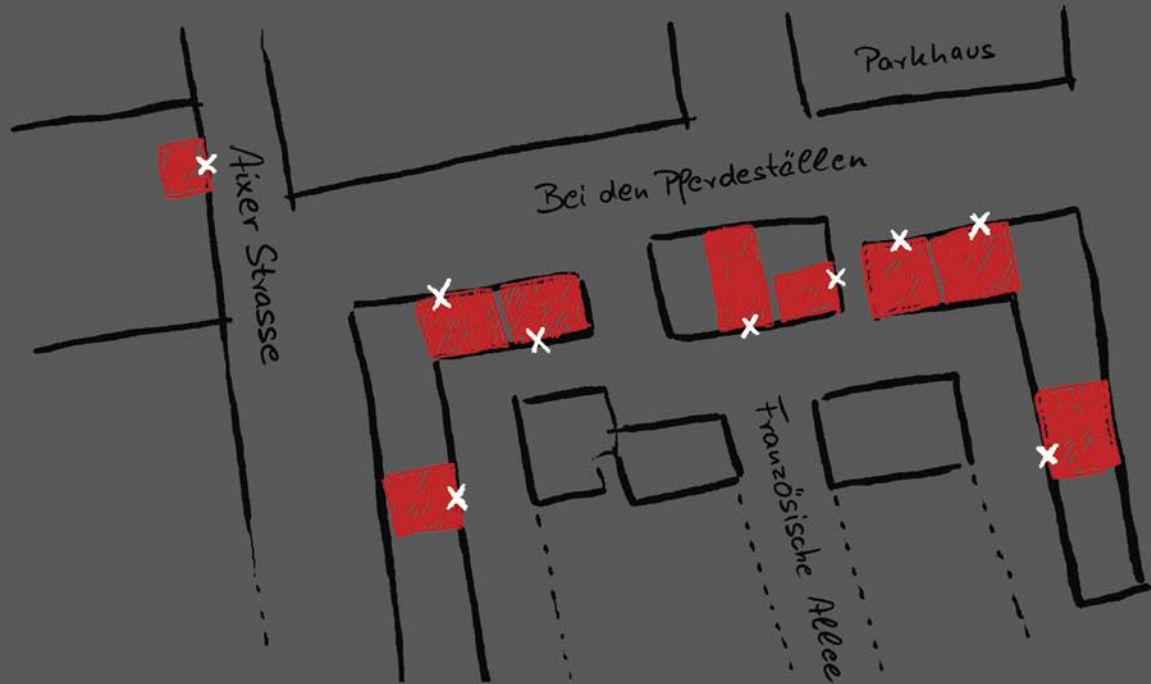 Parkhaus
Bei den Pferdeställen
Aixer Strasse
Französische Allee